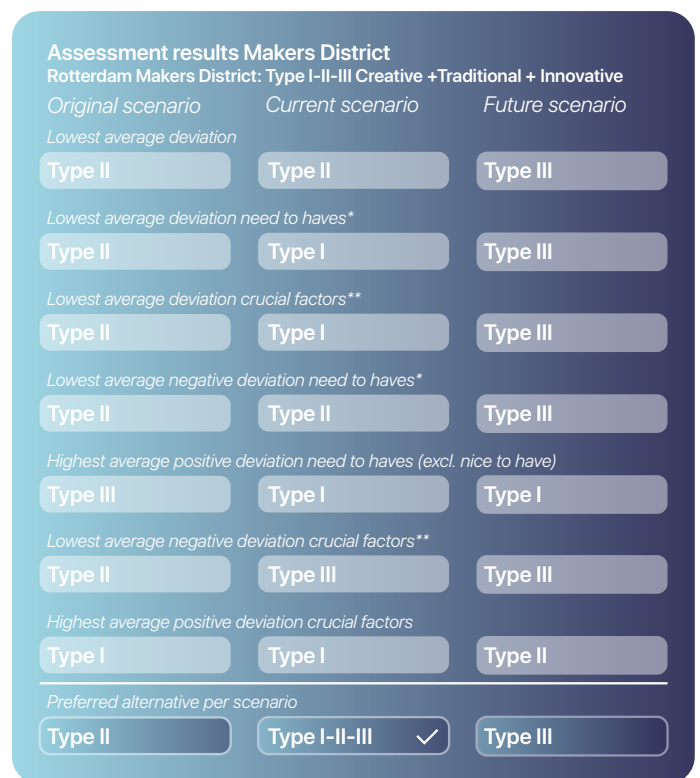 Assessment results Makers District
Rotterdam Makers District: Type I-II-III Creative +Traditional + Innovative
Original scenario Current scenario Future scenario
Lowest average deviation
Type II Type II Type III
Lowest average deviation need to haves*
Type II Type I Type III
Lowest average deviation crucial factors**
Type II Type I Type III
Lowest average negative deviation need to haves*
Type II Type II Type III
Highest average positive deviation need to haves (excl. nice to have)
Type III Type I Type I
Lowest average negative deviation crucial factors**
Type II Type III Type III
Highest average positive deviation crucial factors
Type I Type I Type II
Preferred alternative per scenario
Type II Type I-II-III Type III